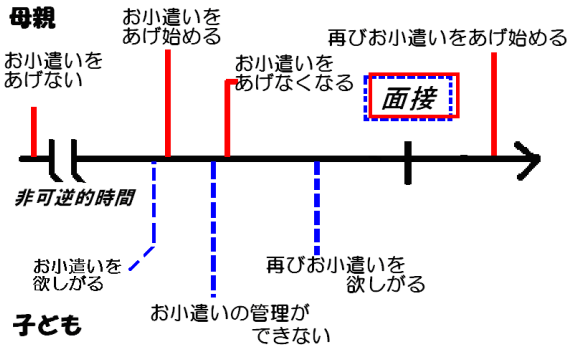 母親
お小遣いを
あげ始める
再びお小遣いをあげ始める
お小遣いを
あげない
お小遣いを
あげなくなる
面接
非可逆的時間
お小遣いを
欲しがる
再びお小遣いを
欲しがる
お小遣いの管理が
できない
子ども